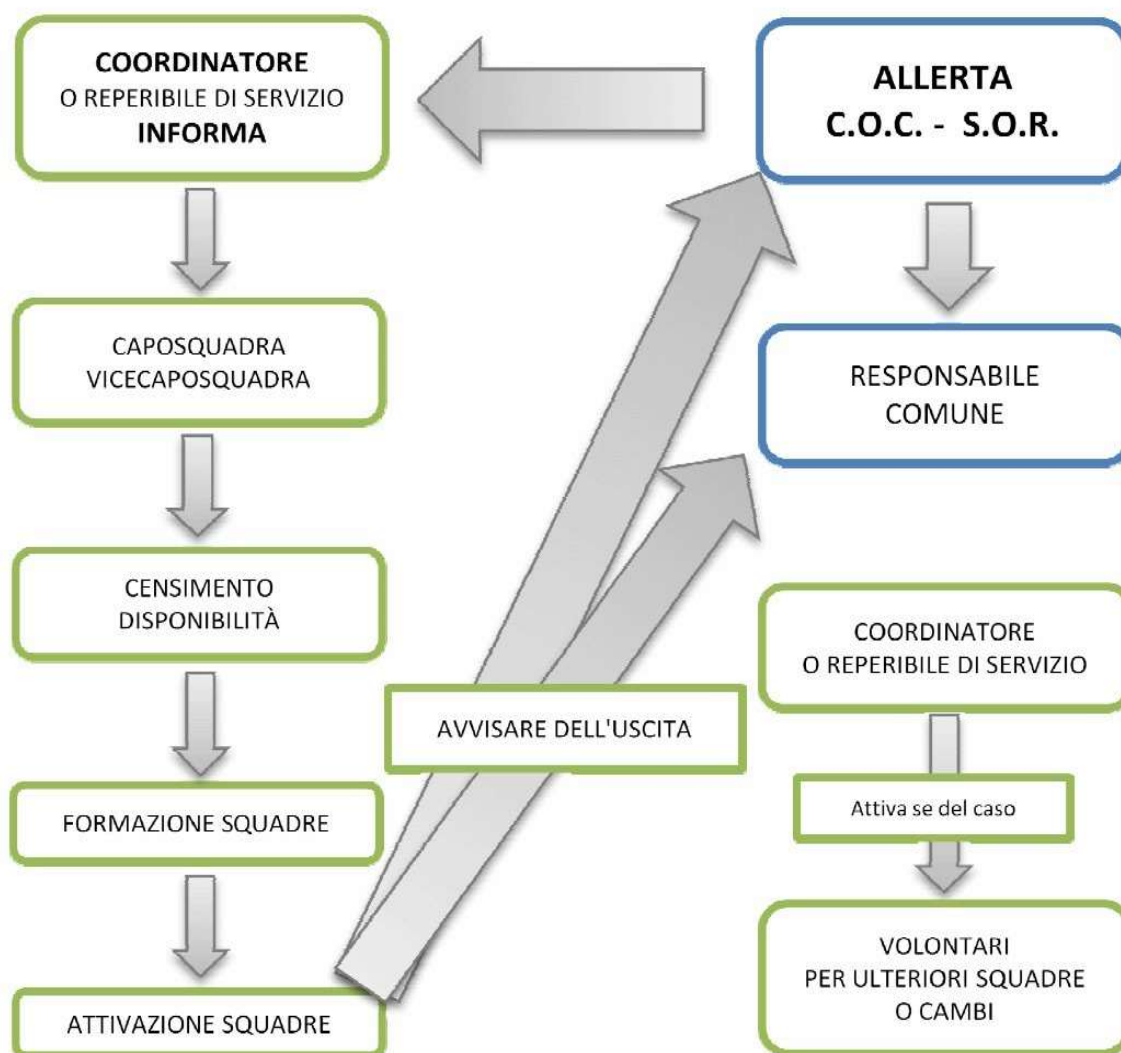 COORDINATORE
O REPERIBILE DI SERVIZIO
INFORMA
ALLERTA
C.O.C. - S.O.R.
CAPOSQUADRA
VICECAPOSQUADRA
RESPONSABILE
COMUNE
CENSIMENTO
DISPONIBILITÀ
COORDINATORE
O REPERIBILE DI SERVIZIO
AVVISARE DELL'USCITA
FORMAZIONE SQUADRE
Attiva se del caso
VOLONTARI
PER ULTERIORI SQUADRE
O CAMBI
ATTIVAZIONE SQUADRE